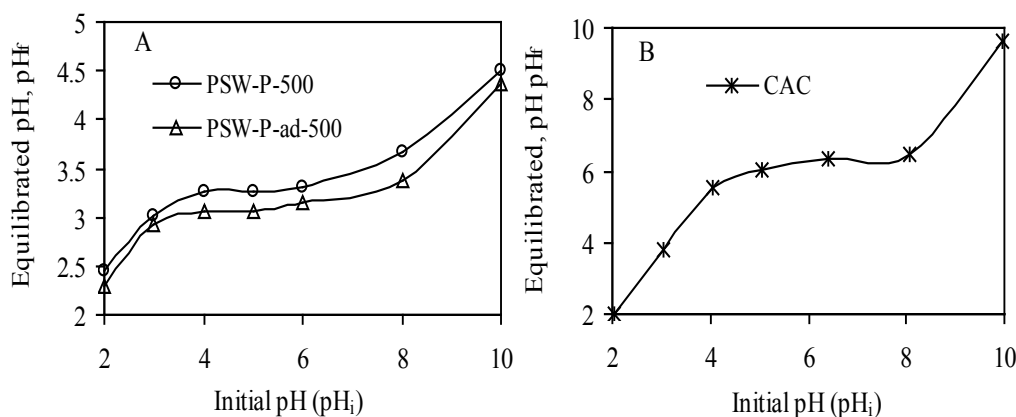 Equilibrated pH, pHf
5
4.5
4
3.5
3
2.5
2
A
PSW-P-500
PSW-P-ad-500
2 4 6 8 10
Initial pH (pHi)
Equilibrated, pH pHf
10
8
6
4
2
B
CAC
2 4 6 8 10
Initial pH (pHi)